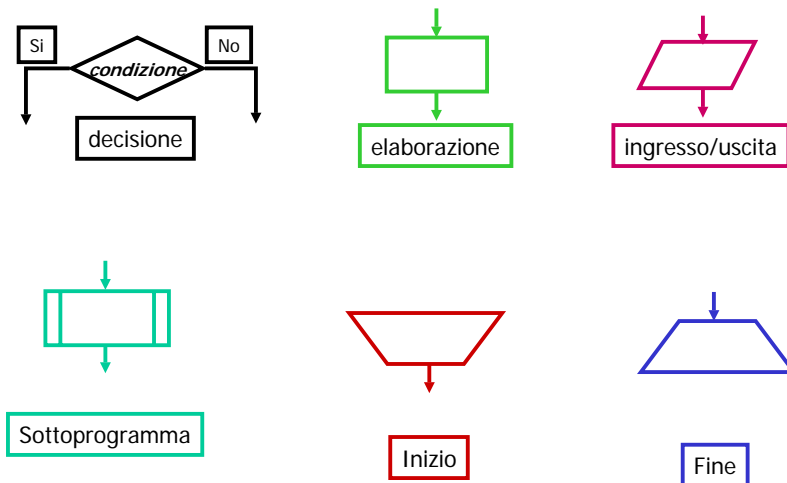 Si
No
condizione
decisione
elaborazione
ingresso/uscita
Sottoprogramma
Inizio
Fine